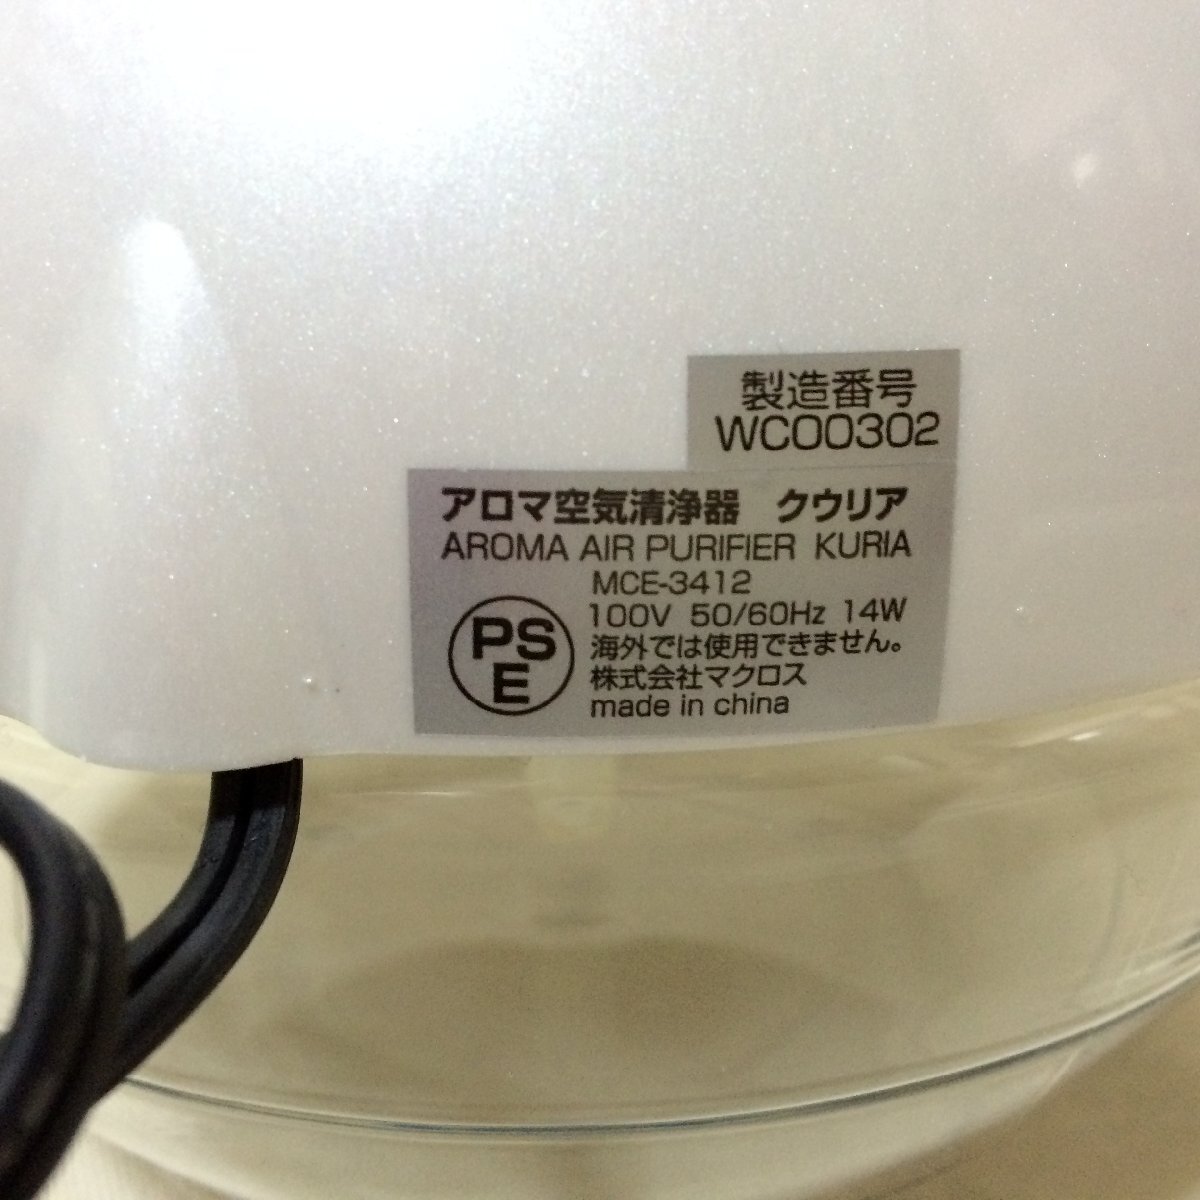 製造番号
WC00302
アロマ空気清浄器 クウリア
AROMA AIR PURIFIER KURIA
MCE-3412
PS
E
100V 50/60Hz 14W
海外では使用できません。
株式会社マクロス
made in china